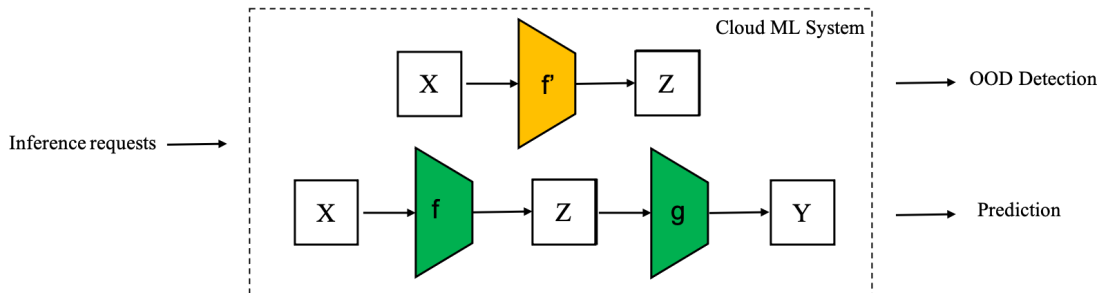 Cloud ML System
X
f'
Z
OOD Detection
Inference requests
X
f
Z
g
Y
Prediction